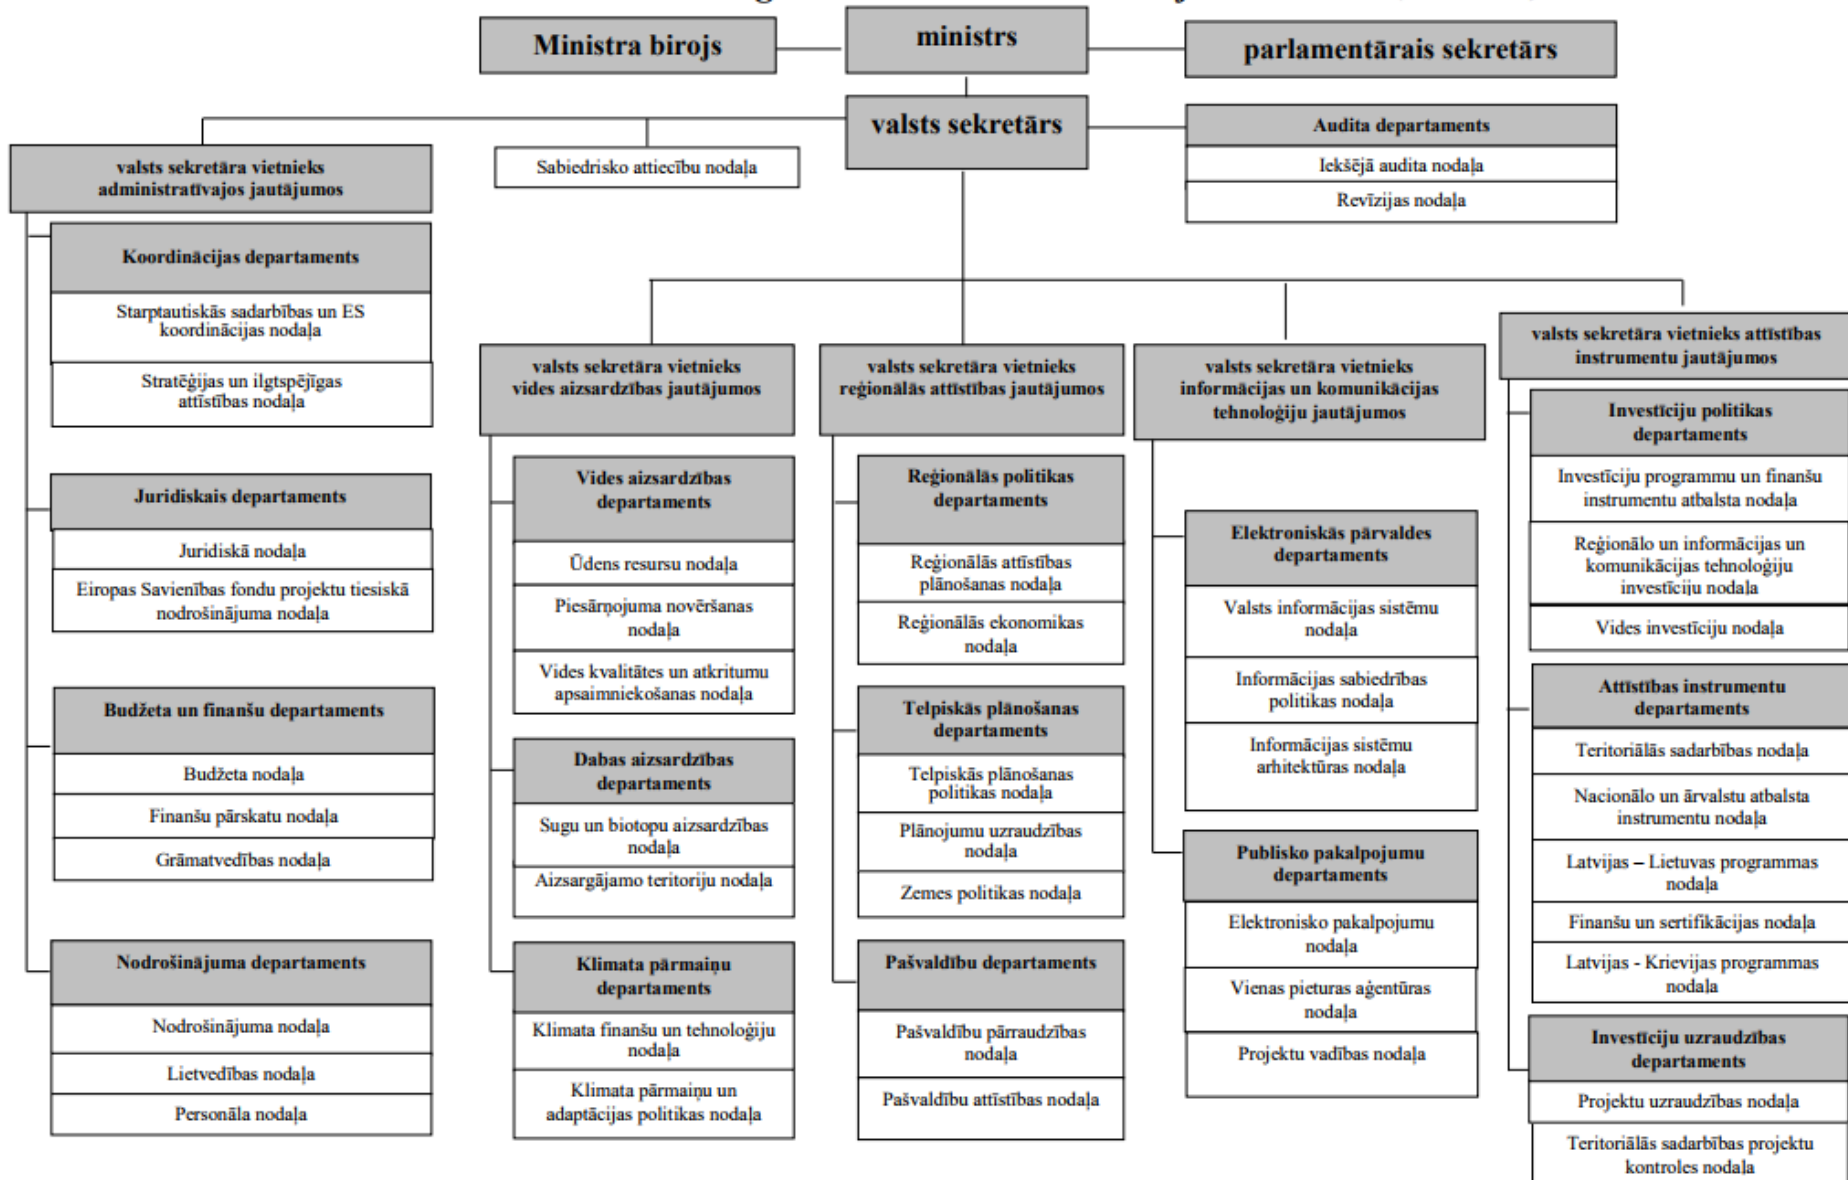 Ministra birojs
ministrs
parlamentārais sekretārs
valsts sekretārs
Audita departaments
Iekšējā audita nodaļa
Revīzijas nodaļa
Sabiedrisko attiecību nodaļa
valsts sekretāra vietnieks
administratīvajos jautājumos
Koordinācijas departaments
Starptautiskās sadarbības un ES
koordinācijas nodaļa
Stratēģijas un ilgtspējīgas
attīstības nodaļa
Juridiskais departaments
Juridiskā nodaļa
Eiropas Savienības fondu projektu tiesiskā
nodrošinājuma nodaļa
Budžeta un finanšu departaments
Budžeta nodaļa
Finanšu pārskatu nodaļa
Grāmatvedības nodaļa
Nodrošinājuma departaments
Nodrošinājuma nodaļa
Lietvedības nodaļa
Personāla nodaļa
valsts sekretāra vietnieks
vides aizsardzības jautājumos
Vides aizsardzības
departaments
Ūdens resursu nodaļa
Piesārņojuma novēršanas
nodaļa
Vides kvalitātes un atkritumu
apsaimniekošanas nodaļa
Dabas aizsardzības
departaments
Sugu un biotopu aizsardzības
nodaļa
Aizsargājamo teritoriju nodaļa
Klimata pārmaiņu
departaments
Klimata finanšu un tehnoloģiju
nodaļa
Klimata pārmaiņu un
adaptācijas politikas nodaļa
valsts sekretāra vietnieks
reģionālās attīstības jautājumos
Reģionālās politikas
departaments
Reģionālās attīstības
plānošanas nodaļa
Reģionālās ekonomikas
nodaļa
Telpiskās plānošanas
departaments
Telpiskās plānošanas
politikas nodaļa
Plānojumu uzraudzības
nodaļa
Zemes politikas nodaļa
Pašvaldību departaments
Pašvaldību pārraudzības
nodaļa
Pašvaldību attīstības nodaļa
valsts sekretāra vietnieks
informācijas un komunikācijas
tehnoloģiju jautājumos
Elektroniskās pārvaldes
departaments
Valsts informācijas sistēmu
nodaļa
Informācijas sabiedrības
politikas nodaļa
Informācijas sistēmu
arhitektūras nodaļa
Publisko pakalpojumu
departaments
Elektronisko pakalpojumu
nodaļa
Vienas pieturas aģentūras
nodaļa
Projektu vadības nodaļa
valsts sekretāra vietnieks attīstības
instrumentu jautājumos
Investīciju politikas
departaments
Investīciju programmu un finanšu
instrumentu atbalsta nodaļa
Reģionālo un informācijas un
komunikācijas tehnoloģiju
investīciju nodaļa
Vides investīciju nodaļa
Attīstības instrumentu
departaments
Teritoriālās sadarbības nodaļa
Nacionālo un ārvalstu atbalsta
instrumentu nodaļa
Latvijas – Lietuvas programmas
nodaļa
Finanšu un sertifikācijas nodaļa
Latvijas - Krievijas programmas
nodaļa
Investīciju uzraudzības
departaments
Projektu uzraudzības nodaļa
Teritoriālās sadarbības projektu
kontroles nodaļa